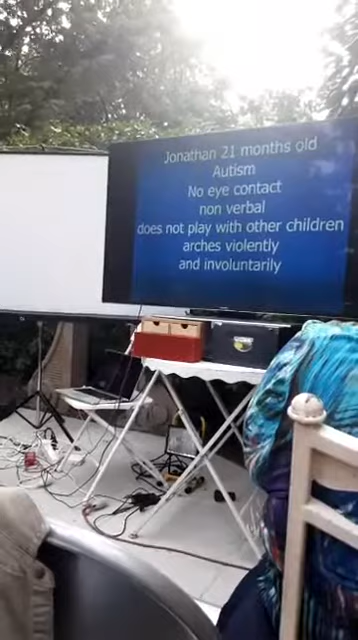 Jonathan 21 months old
Autism
No eye contact
non verbal
does not play with other children
arches violently
and involuntarily